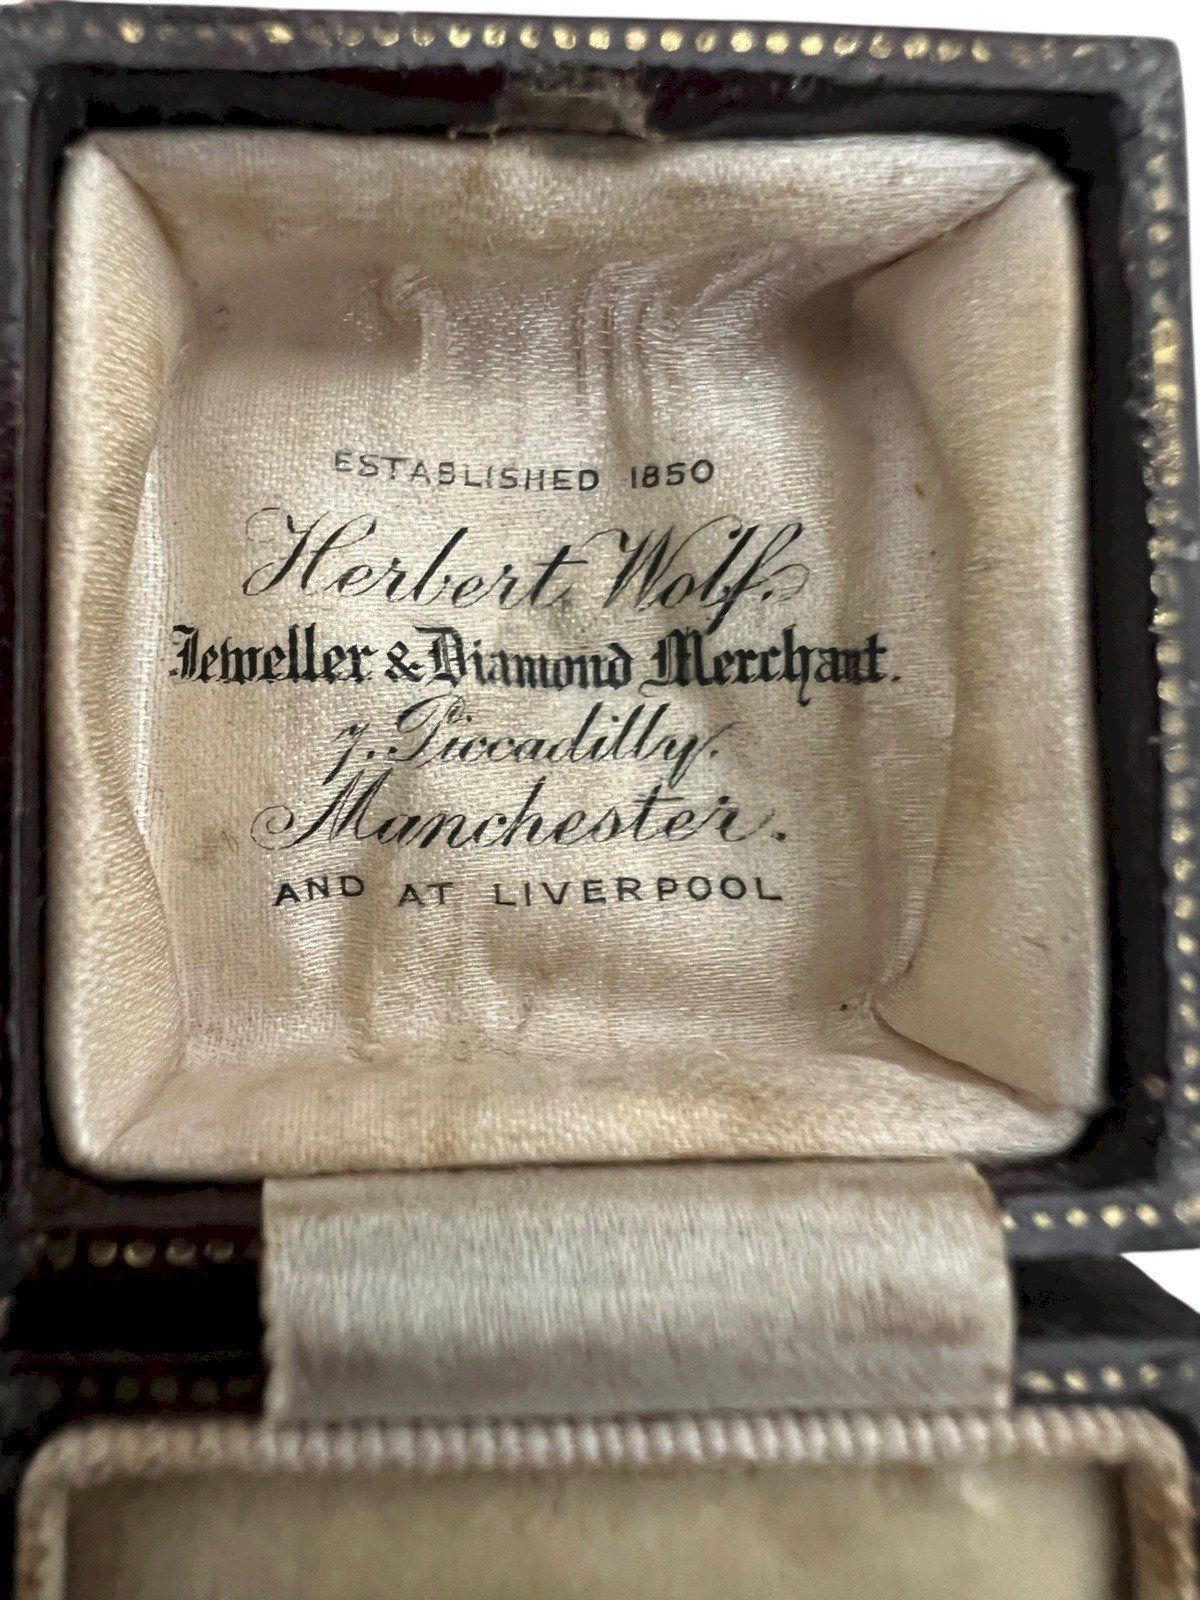 ESTABLISHED 1850
Herbert Wolf.
Jeweller & Diamond Merchant.
7. Piccadilly.
Manchester.
AND AT LIVERPOOL